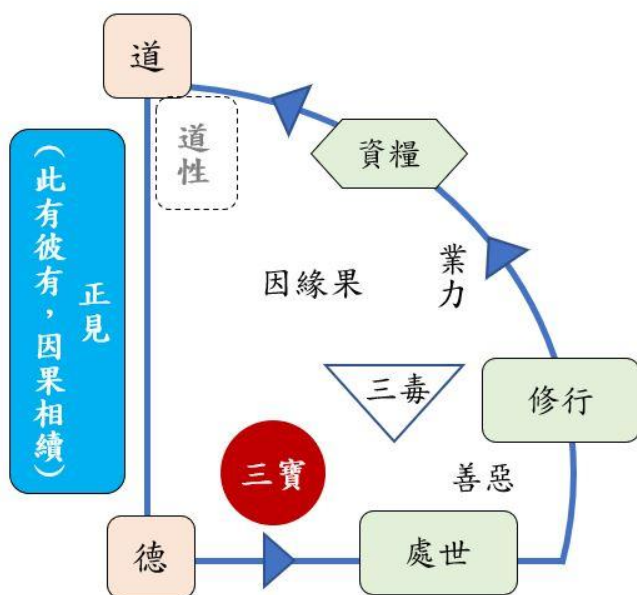 道
道性
正見
（此有彼有，因果相續）
資糧
因緣果
業力
三毒
修行
三寶
善惡
德
處世